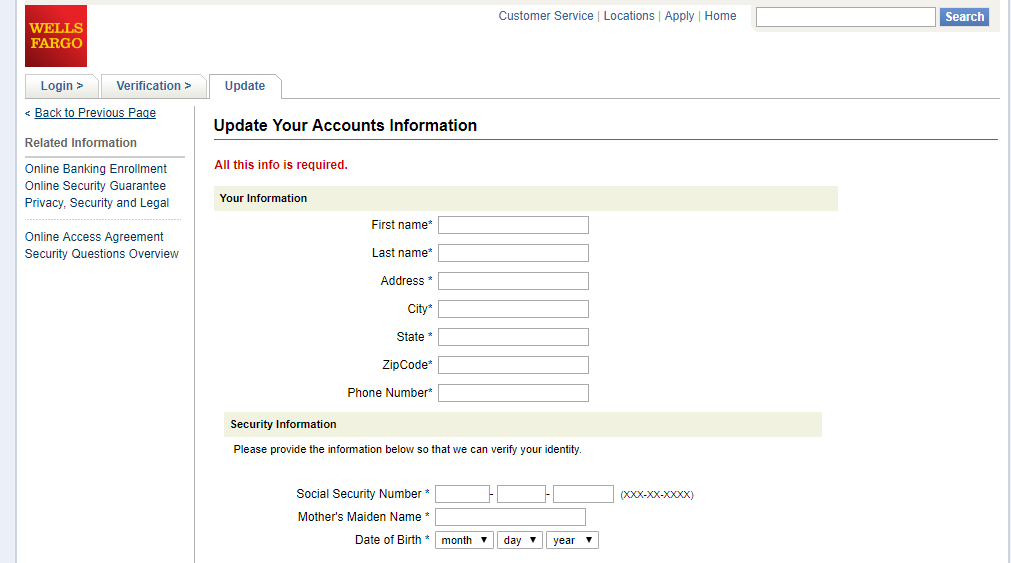 WELLS
FARGO
Customer Service | Locations | Apply | Home
Search
Login >
Verification >
Update
< Back to Previous Page
Related Information
Online Banking Enrollment
Online Security Guarantee
Privacy, Security and Legal
Online Access Agreement
Security Questions Overview
Update Your Accounts Information
All this info is required.
Your Information
First name*
Last name*
Address *
City*
State *
ZipCode*
Phone Number*
Security Information
Please provide the information below so that we can verify your identity.
Social Security Number * - - (XXX-XX-XXXX)
Mother's Maiden Name *
Date of Birth * month day year